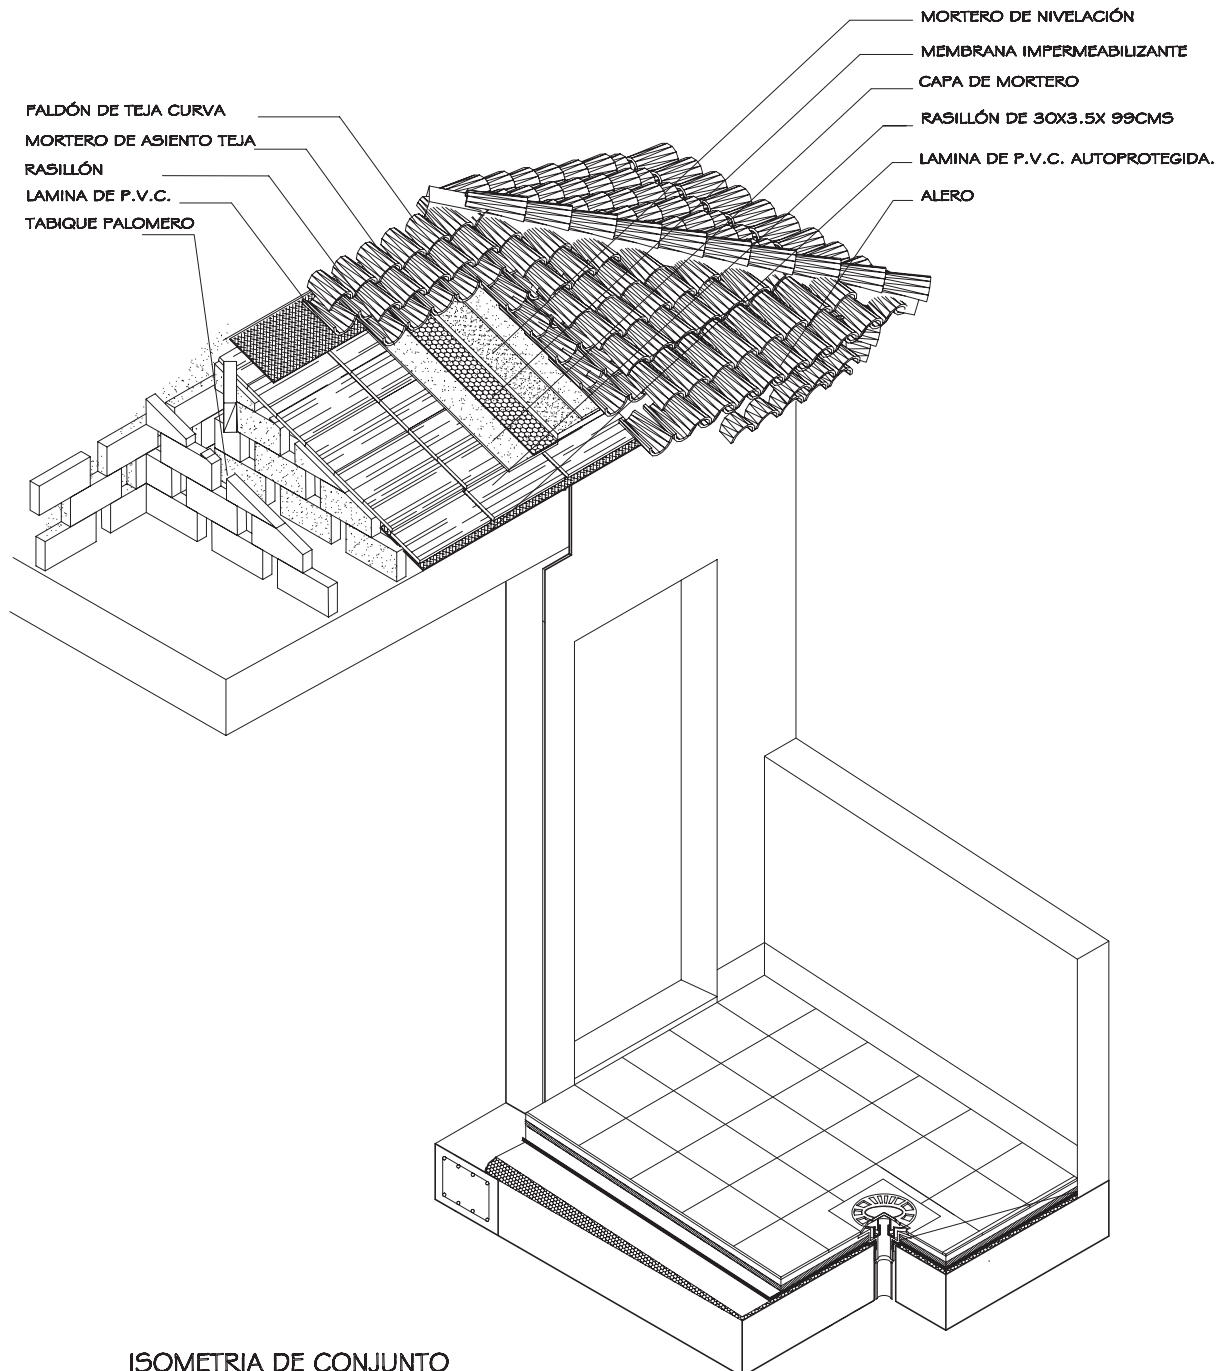 MORTERO DE NIVELACIÓN
MEMBRANA IMPERMEABILIZANTE
CAPA DE MORTERO
RASILLÓN DE 30X3.5X 99CMS
LAMINA DE P.V.C. AUTOPROTEGIDA.
ALERO
FALDÓN DE TEJA CURVA
MORTERO DE ASIENTO TEJA
RASILLÓN
LAMINA DE P.V.C.
TABIQUE PALOMERO
ISOMETRIA DE CONJUNTO